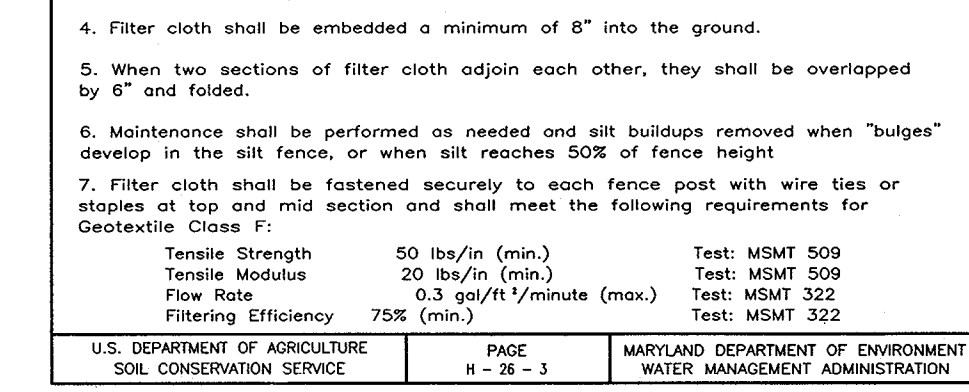 4. Filter cloth shall be embedded a minimum of 8" into the ground.
5. When two sections of filter cloth adjoin each other, they shall be overlapped
by 6" and folded.
6. Maintenance shall be performed as needed and silt buildups removed when "bulges"
develop in the silt fence, or when silt reaches 50% of fence height
7. Filter cloth shall be fastened securely to each fence post with wire ties or
staples at top and mid section and shall meet the following requirements for
Geotextile Class F:
Tensile Strength 50 lbs/in (min.) Test: MSMT 509
Tensile Modulus 20 lbs/in (min.) Test: MSMT 509
Flow Rate 0.3 gal/ft²/minute (max.) Test: MSMT 322
Filtering Efficiency 75% (min.) Test: MSMT 322
U.S. DEPARTMENT OF AGRICULTURE PAGE MARYLAND DEPARTMENT OF ENVIRONMENT
SOIL CONSERVATION SERVICE H - 26 - 3 WATER MANAGEMENT ADMINISTRATION